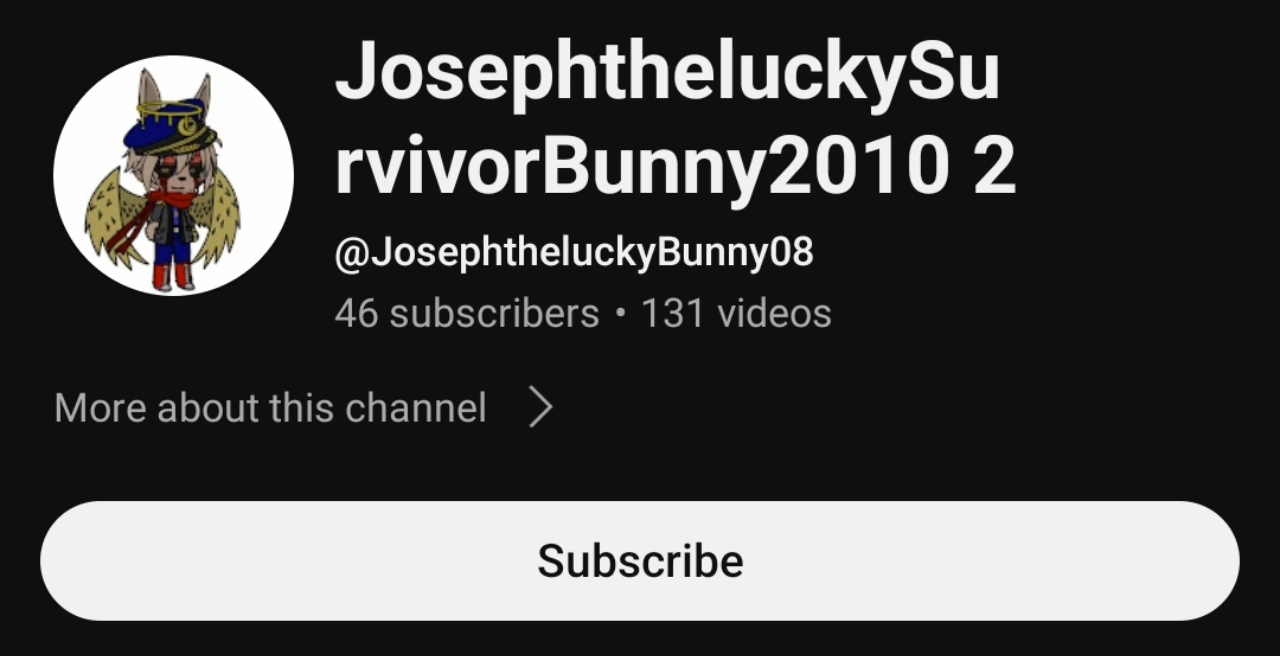 JosephtheluckySu
rvivorBunny2010 2
@JosephtheluckyBunny08
46 subscribers • 131 videos
More about this channel
Subscribe